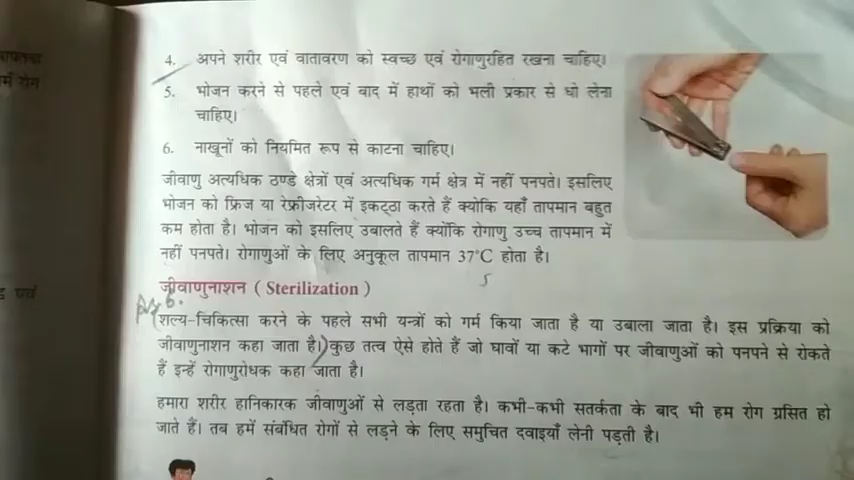 4. अपने शरीर एवं वातावरण को स्वच्छ एवं रोगाणुरहित रखना चाहिए।
5. भोजन करने से पहले एवं बाद में हाथों को भली प्रकार से धो लेना
चाहिए।
6. नाखूनों को नियमित रूप से काटना चाहिए।
जीवाणु अत्यधिक ठण्डे क्षेत्रों एवं अत्यधिक गर्म क्षेत्र में नहीं पनपते। इसलिए
भोजन को फ्रिज या रेफ्रीजरेटर में इकट्ठा करते हैं क्योकि यहाँ तापमान बहुत
कम होता है। भोजन को इसलिए उबालते हैं क्योंकि रोगाणु उच्च तापमान में
नहीं पनपते। रोगाणुओं के लिए अनुकूल तापमान 37°C होता है।
जीवाणुनाशन ( Sterilization )
शल्य-चिकित्सा करने के पहले सभी यन्त्रों को गर्म किया जाता है या उबाला जाता है। इस प्रक्रिया को
जीवाणुनाशन कहा जाता है। कुछ तत्व ऐसे होते हैं जो घावों या कटे भागों पर जीवाणुओं को पनपने से रोकते
हैं इन्हें रोगाणुरोधक कहा जाता है।
हमारा शरीर हानिकारक जीवाणुओं से लड़ता रहता है। कभी-कभी सतर्कता के बाद भी हम रोग ग्रसित हो
जाते हैं। तब हमें संबंधित रोगों से लड़ने के लिए समुचित दवाइयाँ लेनी पड़ती है।